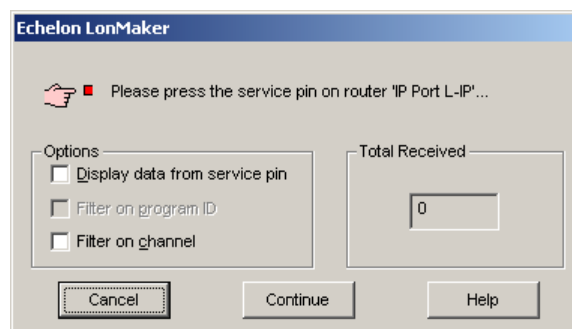 Echelon LonMaker
Please press the service pin on router 'IP Port L-IP'...
Options
Display data from service pin
Filter on program ID
Filter on channel
Total Received
0
Cancel
Continue
Help